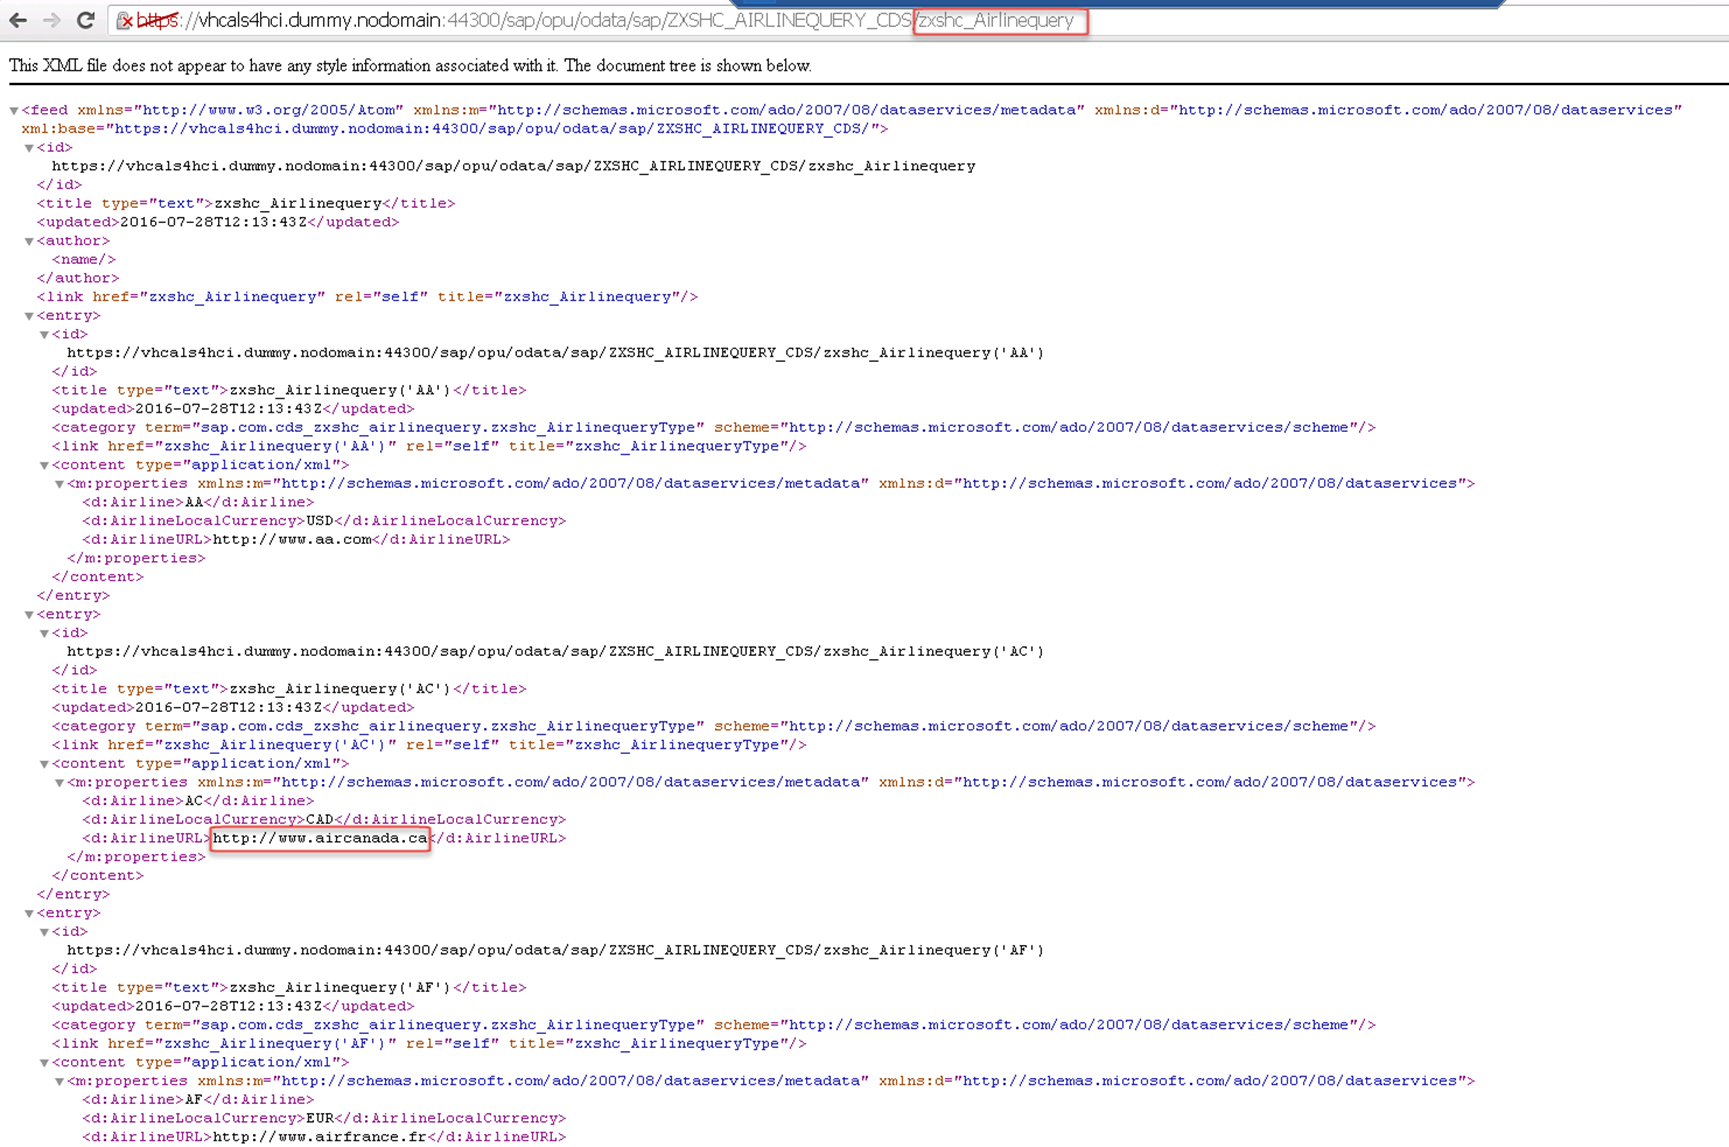 https://vhcals4hci.dummy.nodomain:44300/sap/opu/odata/sap/ZXSHC_AIRLINEQUERY_CDS/zxshc_Airlinequery
This XML file does not appear to have any style information associated with it. The document tree is shown below.
<feed xmlns="http://www.w3.org/2005/Atom" xmlns:m="http://schemas.microsoft.com/ado/2007/08/dataservices/metadata" xmlns:d="http://schemas.microsoft.com/ado/2007/08/dataservices"
xml:base="https://vhcals4hci.dummy.nodomain:44300/sap/opu/odata/sap/ZXSHC_AIRLINEQUERY_CDS/">
<id>
https://vhcals4hci.dummy.nodomain:44300/sap/opu/odata/sap/ZXSHC_AIRLINEQUERY_CDS/zxshc_Airlinequery
</id>
<title type="text">zxshc_Airlinequery</title>
<updated>2016-07-28T12:13:43Z</updated>
<author>
<name/>
</author>
<link href="zxshc_Airlinequery" rel="self" title="zxshc_Airlinequery"/>
<entry>
<id>
https://vhcals4hci.dummy.nodomain:44300/sap/opu/odata/sap/ZXSHC_AIRLINEQUERY_CDS/zxshc_Airlinequery('AA')
</id>
<title type="text">zxshc_Airlinequery('AA')</title>
<updated>2016-07-28T12:13:43Z</updated>
<category term="sap.com.cds_zxshc_airlinequery.zxshc_AirlinequeryType" scheme="http://schemas.microsoft.com/ado/2007/08/dataservices/scheme"/>
<link href="zxshc_Airlinequery('AA')" rel="self" title="zxshc_AirlinequeryType"/>
<content type="application/xml">
<m:properties xmlns:m="http://schemas.microsoft.com/ado/2007/08/dataservices/metadata" xmlns:d="http://schemas.microsoft.com/ado/2007/08/dataservices">
<d:Airline>AA</d:Airline>
<d:AirlineLocalCurrency>USD</d:AirlineLocalCurrency>
<d:AirlineURL>http://www.aa.com</d:AirlineURL>
</m:properties>
</content>
</entry>
<entry>
<id>
https://vhcals4hci.dummy.nodomain:44300/sap/opu/odata/sap/ZXSHC_AIRLINEQUERY_CDS/zxshc_Airlinequery('AC')
</id>
<title type="text">zxshc_Airlinequery('AC')</title>
<updated>2016-07-28T12:13:43Z</updated>
<category term="sap.com.cds_zxshc_airlinequery.zxshc_AirlinequeryType" scheme="http://schemas.microsoft.com/ado/2007/08/dataservices/scheme"/>
<link href="zxshc_Airlinequery('AC')" rel="self" title="zxshc_AirlinequeryType"/>
<content type="application/xml">
<m:properties xmlns:m="http://schemas.microsoft.com/ado/2007/08/dataservices/metadata" xmlns:d="http://schemas.microsoft.com/ado/2007/08/dataservices">
<d:Airline>AC</d:Airline>
<d:AirlineLocalCurrency>CAD</d:AirlineLocalCurrency>
<d:AirlineURL>http://www.aircanada.ca</d:AirlineURL>
</m:properties>
</content>
</entry>
<entry>
<id>
https://vhcals4hci.dummy.nodomain:44300/sap/opu/odata/sap/ZXSHC_AIRLINEQUERY_CDS/zxshc_Airlinequery('AF')
</id>
<title type="text">zxshc_Airlinequery('AF')</title>
<updated>2016-07-28T12:13:43Z</updated>
<category term="sap.com.cds_zxshc_airlinequery.zxshc_AirlinequeryType" scheme="http://schemas.microsoft.com/ado/2007/08/dataservices/scheme"/>
<link href="zxshc_Airlinequery('AF')" rel="self" title="zxshc_AirlinequeryType"/>
<content type="application/xml">
<m:properties xmlns:m="http://schemas.microsoft.com/ado/2007/08/dataservices/metadata" xmlns:d="http://schemas.microsoft.com/ado/2007/08/dataservices">
<d:Airline>AF</d:Airline>
<d:AirlineLocalCurrency>EUR</d:AirlineLocalCurrency>
<d:AirlineURL>http://www.airfrance.fr</d:AirlineURL>